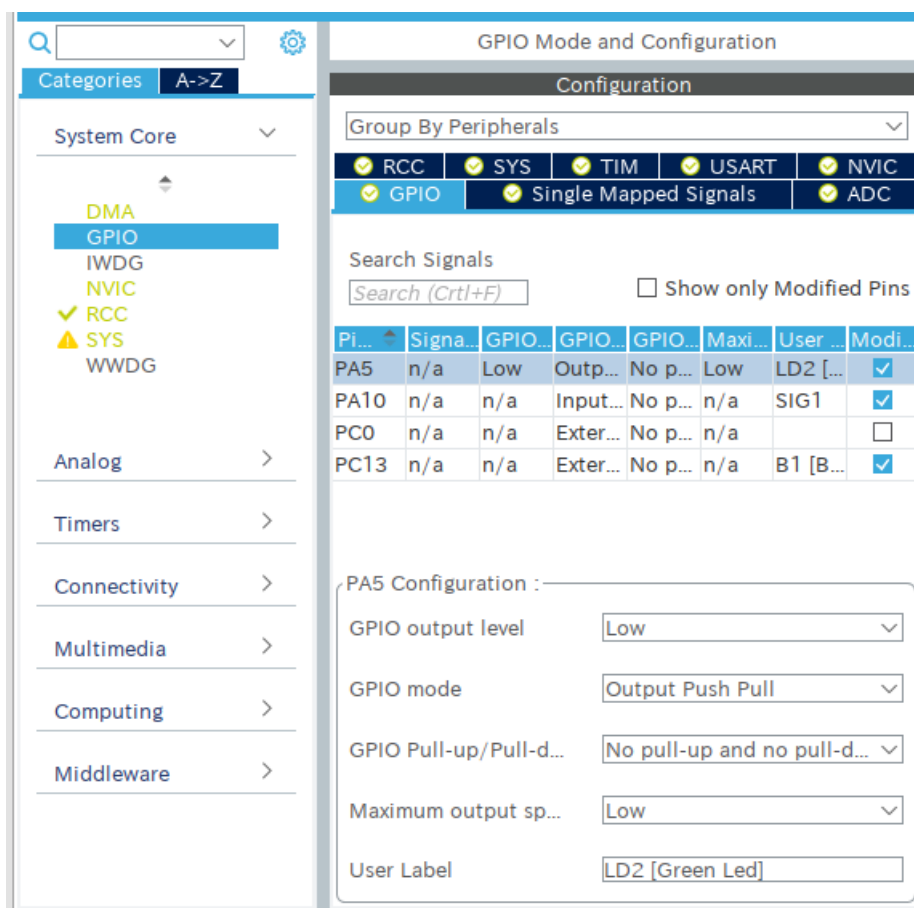 GPIO Mode and Configuration
Categories A->Z
Configuration
System Core
Group By Peripherals
RCC SYS TIM USART NVIC
GPIO Single Mapped Signals ADC
DMA
GPIO
IWDG
NVIC
RCC
SYS
WWDG
Analog
Timers
Connectivity
Multimedia
Computing
Middleware
Search Signals
Search (Crtl+F) Show only Modified Pins
Pi... Signa... GPIO... GPIO... GPIO... Maxi... User ... Modi...
PA5 n/a Low Outp... No p... Low LD2 [...
PA10 n/a n/a Input... No p... n/a SIG1
PC0 n/a n/a Exter... No p... n/a
PC13 n/a n/a Exter... No p... n/a B1 [B...
PA5 Configuration :
GPIO output level Low
GPIO mode Output Push Pull
GPIO Pull-up/Pull-d... No pull-up and no pull-d...
Maximum output sp... Low
User Label LD2 [Green Led]